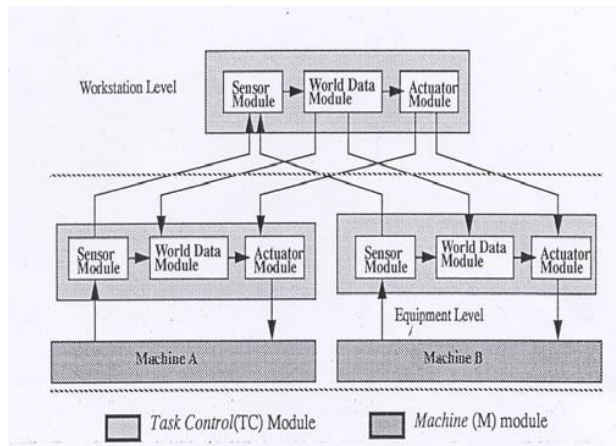 Workstation Level
Sensor
Module
World Data
Module
Actuator
Module
Sensor
Module
World Data
Module
Actuator
Module
Sensor
Module
World Data
Module
Actuator
Module
Equipment Level
Machine A
Machine B
Task Control(TC) Module
Machine (M) module